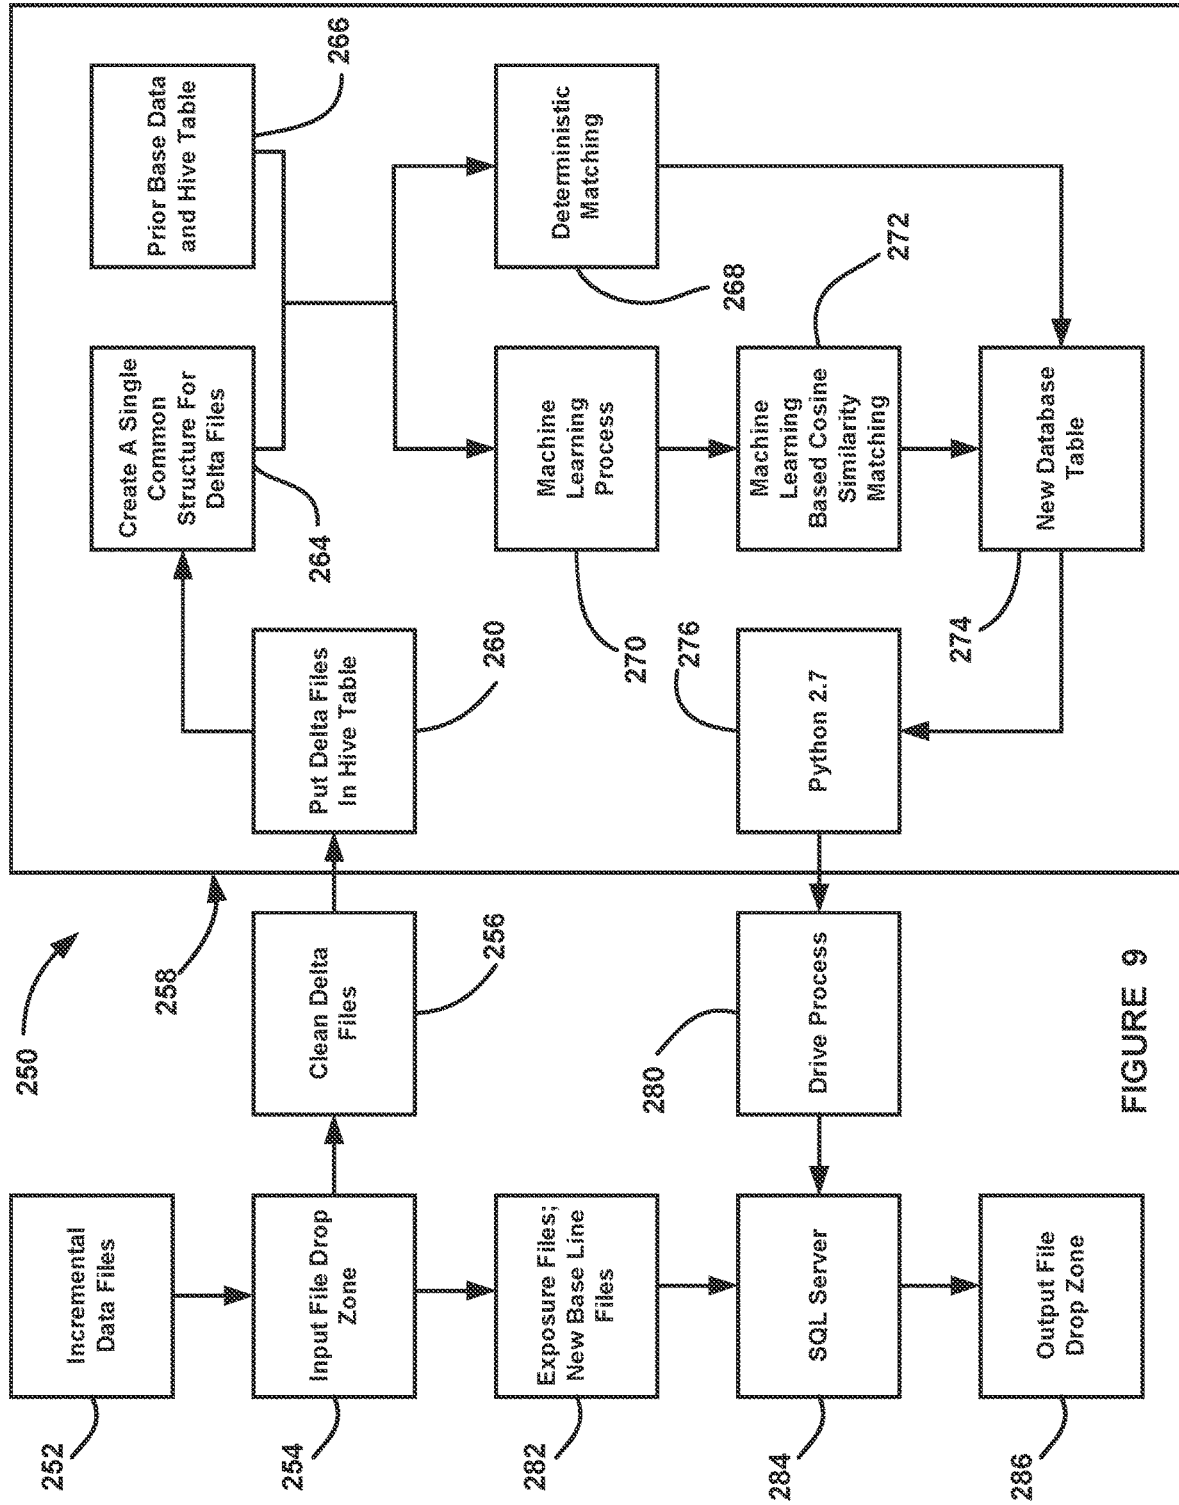 250
258
252
Incremental
Data Files
254
Input File Drop
Zone
256
Clean Delta
Files
260
Put Delta Files
In Hive Table
264
Create A Single
Common
Structure For
Delta Files
266
Prior Base Data
and Hive Table
268
Deterministic
Matching
270
Machine
Learning
Process
272
Machine
Learning
Based Cosine
Similarity
Matching
274
New Database
Table
276
Python 2.7
280
Drive Process
282
Exposure Files;
New Base Line
Files
284
SQL Server
286
Output File
Drop Zone
FIGURE 9